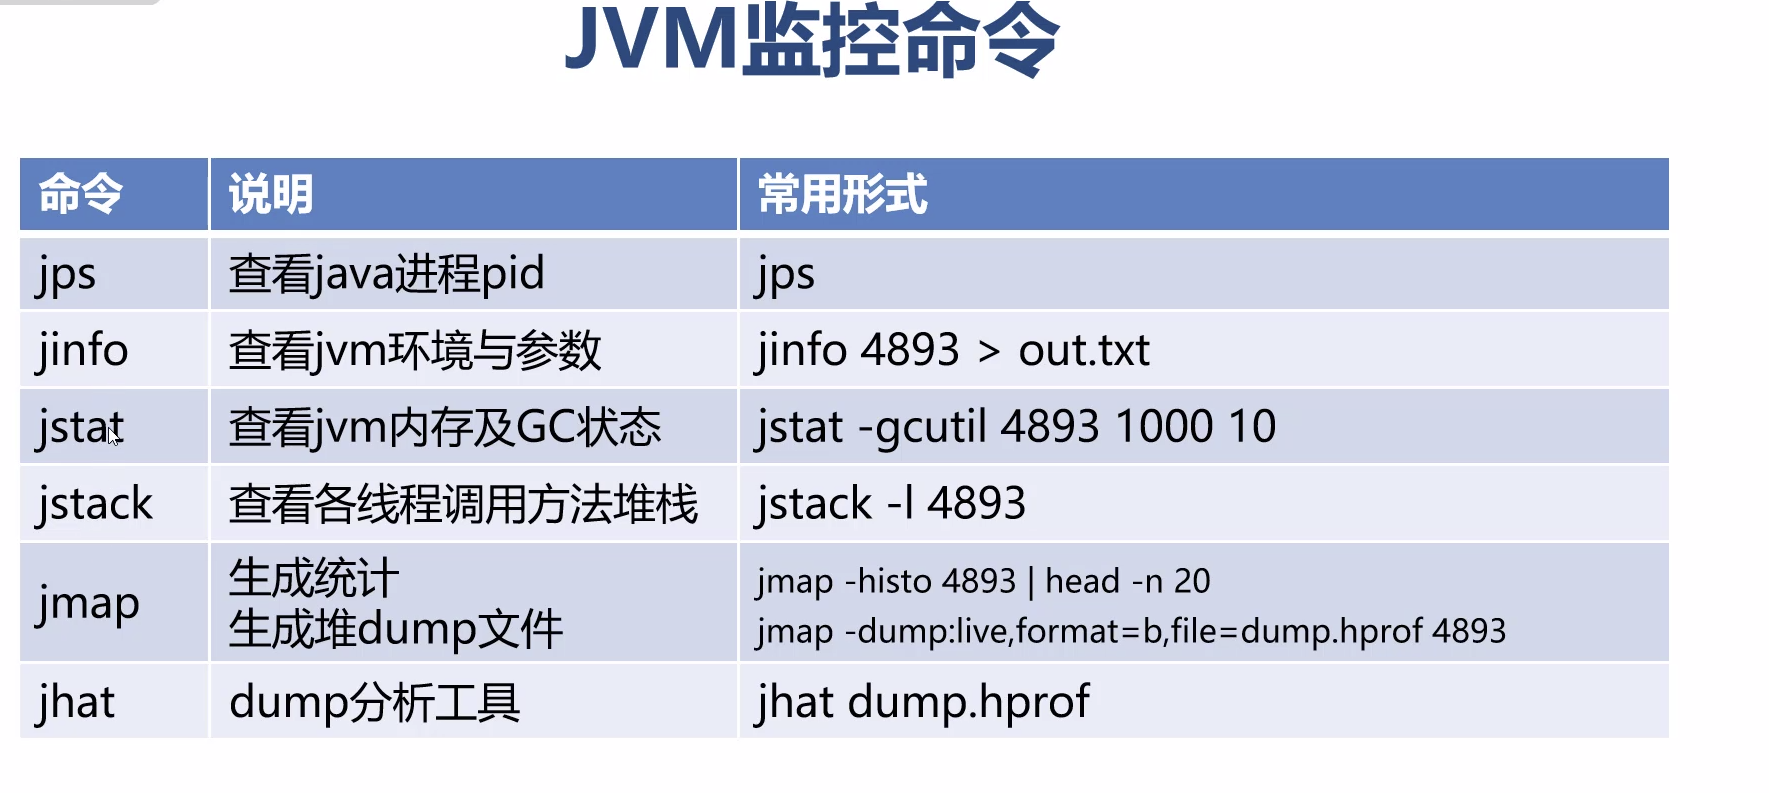 JVM监控命令
命令 说明 常用形式
jps 查看java进程pid jps
jinfo 查看jvm环境与参数 jinfo 4893 > out.txt
jstat 查看jvm内存及GC状态 jstat -gcutil 4893 1000 10
jstack 查看各线程调用方法堆栈 jstack -l 4893
jmap 生成统计 jmap -histo 4893 | head -n 20
生成堆dump文件 jmap -dump:live,format=b,file=dump.hprof 4893
jhat dump分析工具 jhat dump.hprof